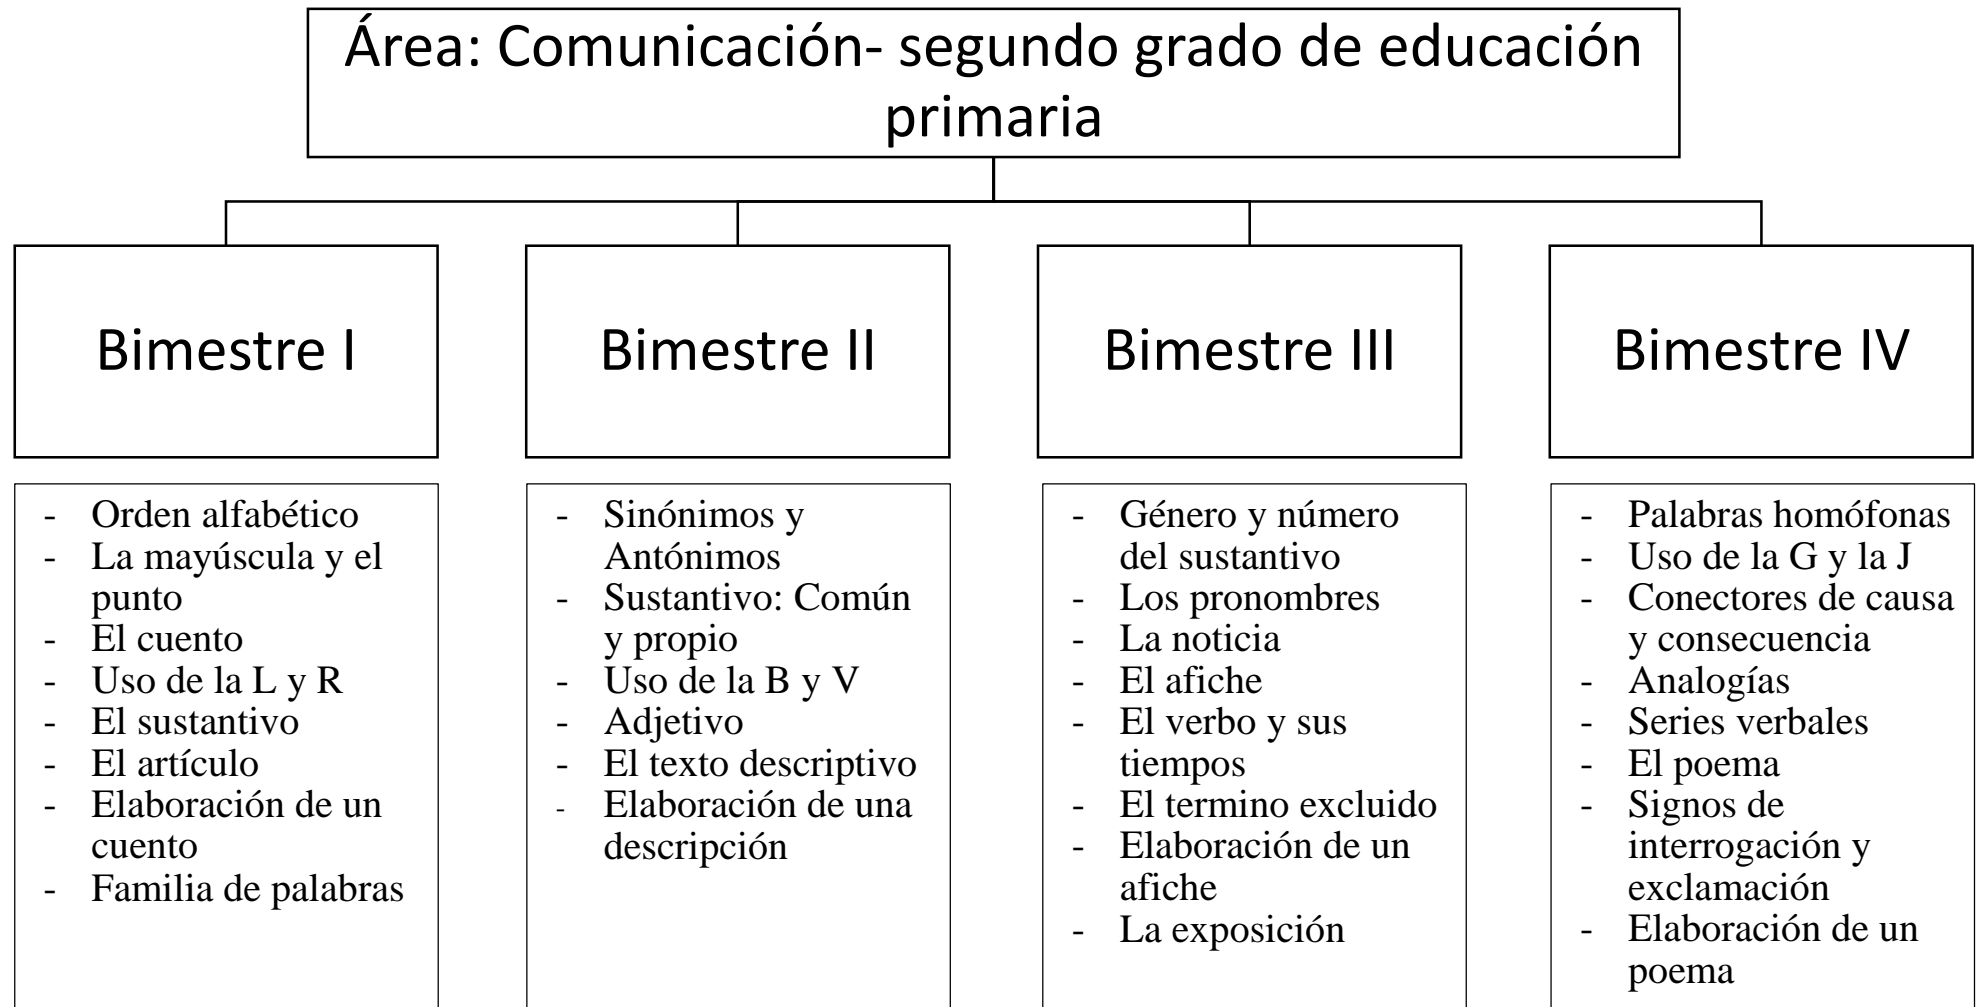 Área: Comunicación- segundo grado de educación
primaria
Bimestre I
- Orden alfabético
- La mayúscula y el
punto
- El cuento
- Uso de la L y R
- El sustantivo
- El artículo
- Elaboración de un
cuento
- Familia de palabras
Bimestre II
- Sinónimos y
Antónimos
- Sustantivo: Común
y propio
- Uso de la B y V
- Adjetivo
- El texto descriptivo
- Elaboración de una
descripción
Bimestre III
- Género y número
del sustantivo
- Los pronombres
- La noticia
- El afiche
- El verbo y sus
tiempos
- El termino excluido
- Elaboración de un
afiche
- La exposición
Bimestre IV
- Palabras homófonas
- Uso de la G y la J
- Conectores de causa
y consecuencia
- Analogías
- Series verbales
- El poema
- Signos de
interrogación y
exclamación
- Elaboración de un
poema